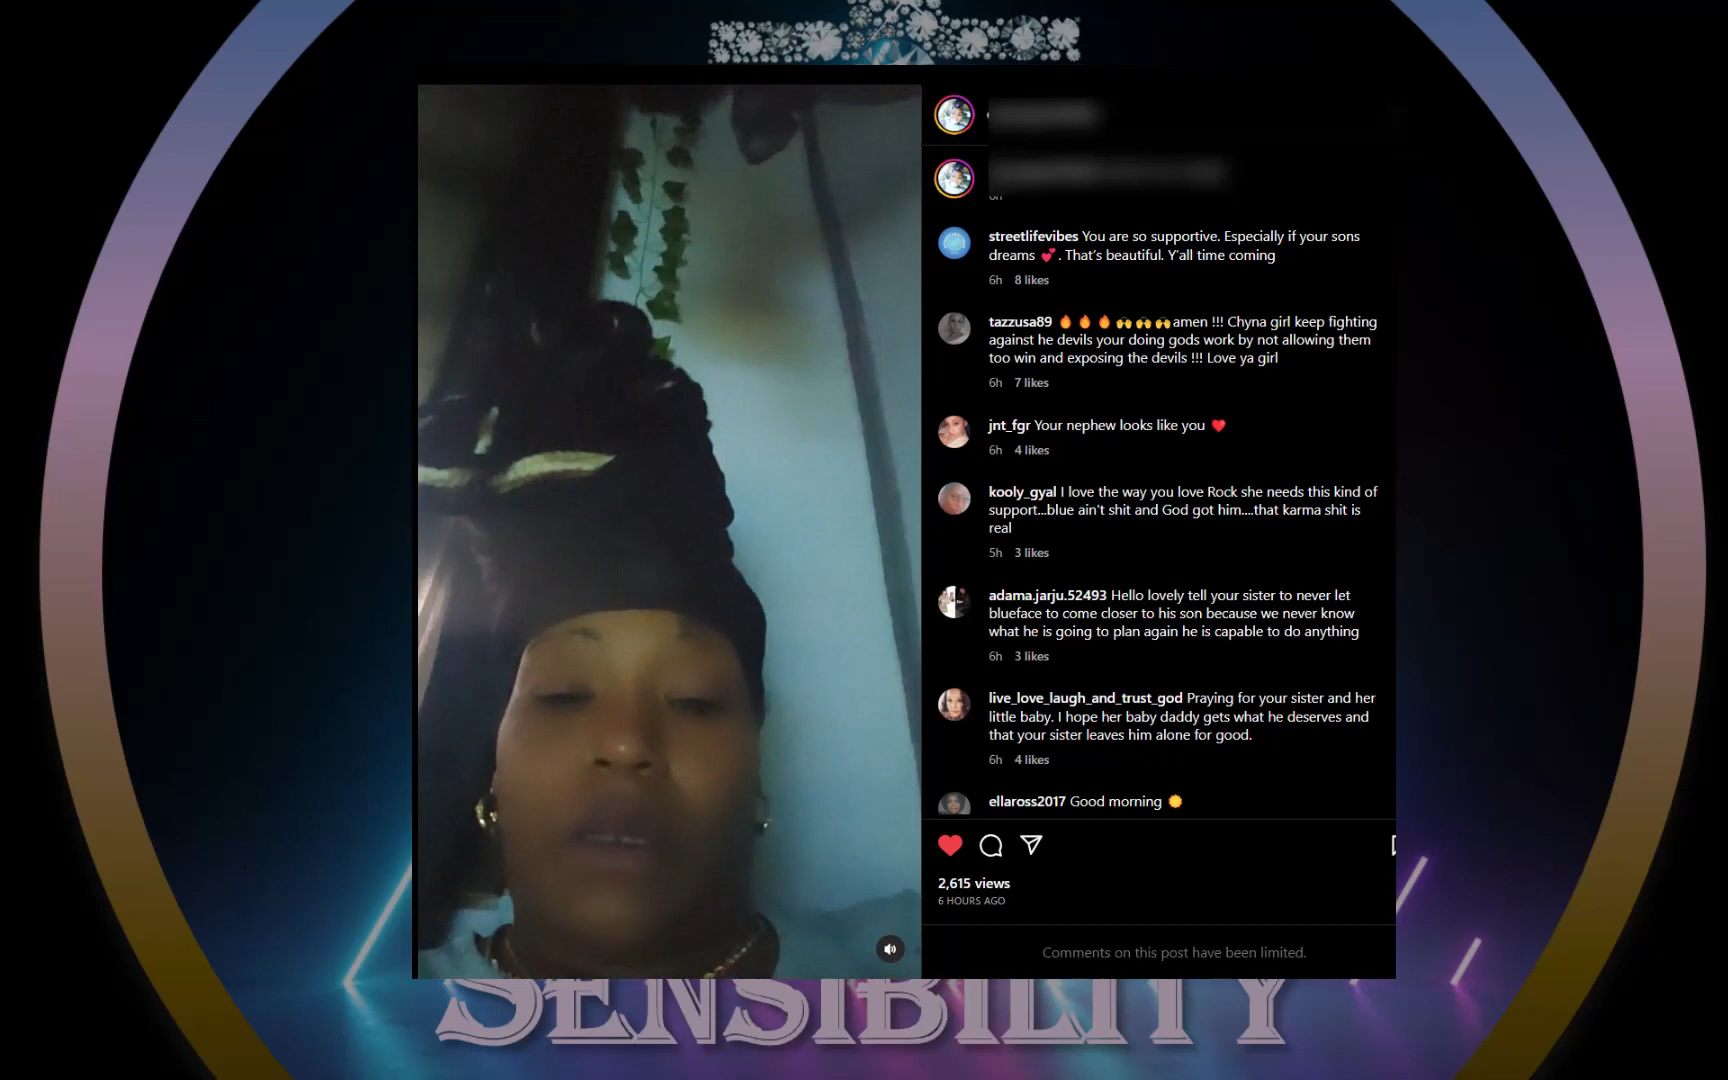 streetlifevibes You are so supportive. Especially if your sons
dreams 💕. That's beautiful. Y'all time coming
6h 8 likes
tazzusa89 🔥🔥🔥🙌🙌🙌amen !!! Chyna girl keep fighting
against he devils your doing gods work by not allowing them
too win and exposing the devils !!! Love ya girl
6h 7 likes
jnt_fgr Your nephew looks like you ❤️
6h 4 likes
kooly_gyal I love the way you love Rock she needs this kind of
support...blue ain't shit and God got him....that karma shit is
real
5h 3 likes
adama.jarju.52493 Hello lovely tell your sister to never let
blueface to come closer to his son because we never know
what he is going to plan again he is capable to do anything
6h 3 likes
live_love_laugh_and_trust_god Praying for your sister and her
little baby. I hope her baby daddy gets what he deserves and
that your sister leaves him alone for good.
6h 4 likes
ellaross2017 Good morning ☀️
2,615 views
6 HOURS AGO
Comments on this post have been limited.
SENSIBILITY